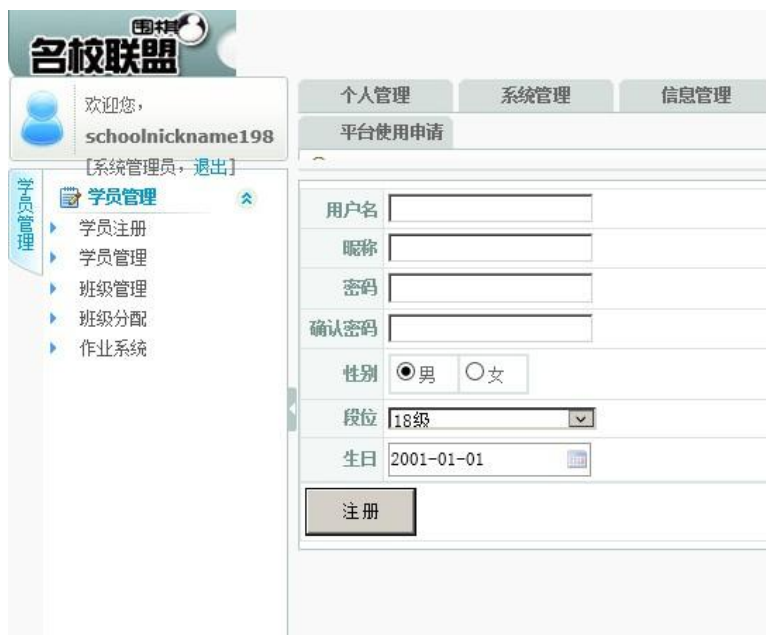 围棋
名校联盟
欢迎您，
schoolnickname198
[系统管理员，退出]
个人管理 系统管理 信息管理
平台使用申请
学员管理
学员管理
学员注册
学员管理
班级管理
班级分配
作业系统
用户名
昵称
密码
确认密码
性别 男 女
段位 18级
生日 2001-01-01
注册